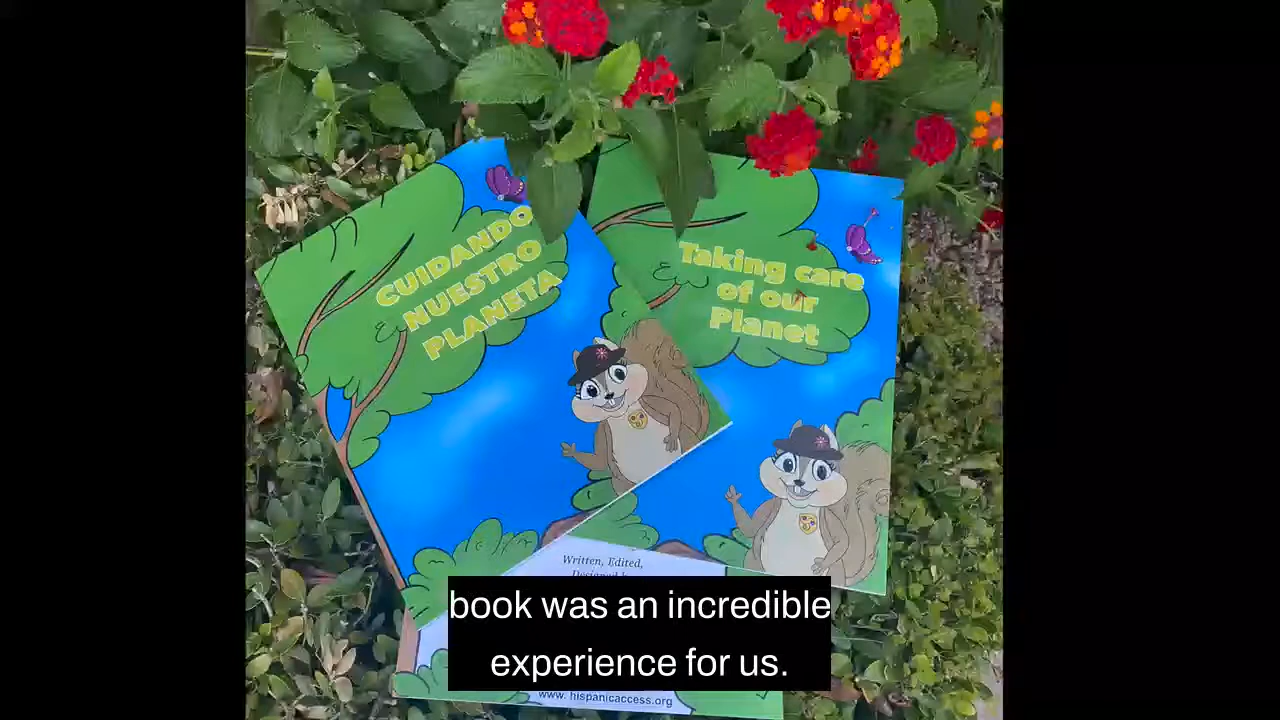 CUIDANDO
NUESTRO
PLANETA
Taking care
of our
Planet
Written, Edited,
book was an incredible
experience for us.
www. hispanicaccess.org